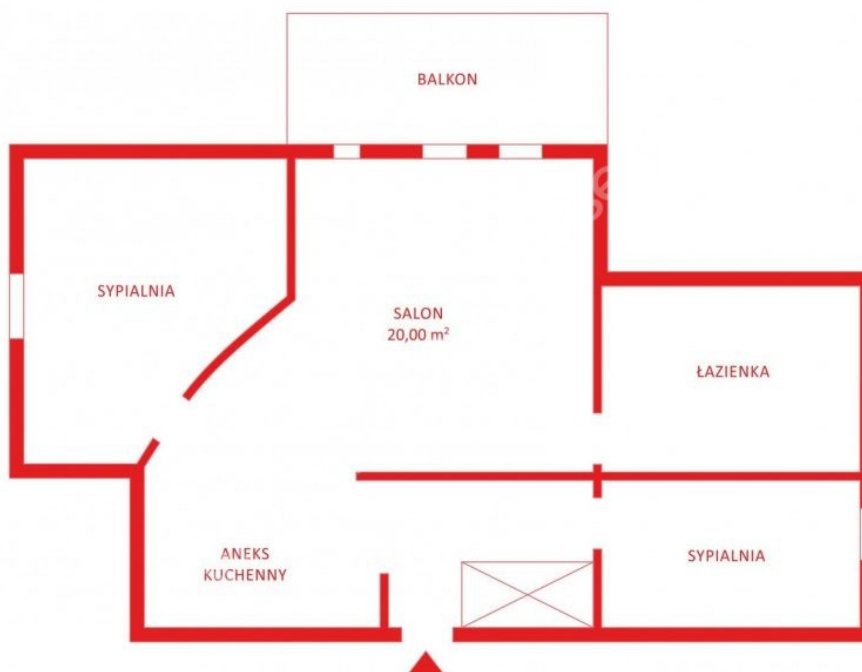 BALKON
SYPIALNIA
SALON
20,00 m²
ŁAZIENKA
ANEKS
KUCHENNY
SYPIALNIA